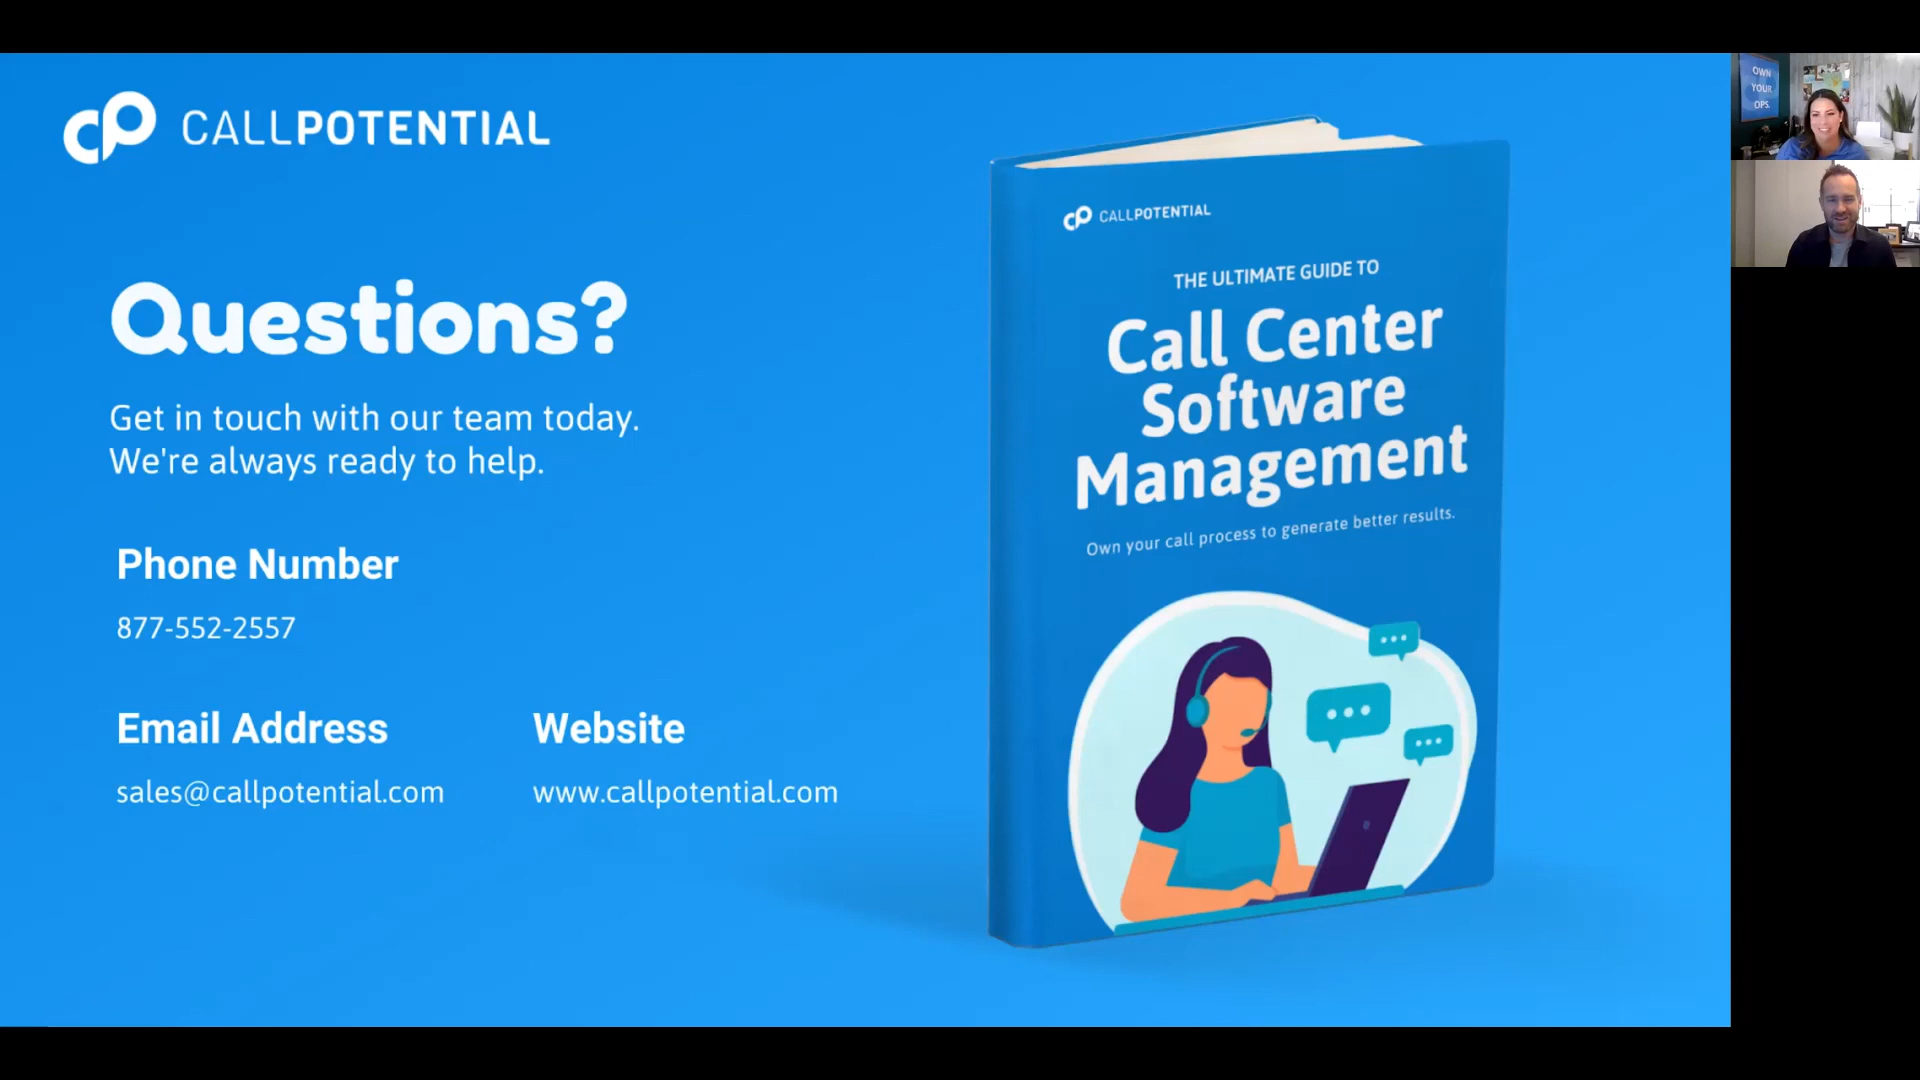 CALLPOTENTIAL
Questions?
Get in touch with our team today.
We're always ready to help.
Phone Number
877-552-2557
Email Address
sales@callpotential.com
Website
www.callpotential.com
CALLPOTENTIAL
THE ULTIMATE GUIDE TO
Call Center
Software
Management
Own your call process to generate better results.
OWN
YOUR
OPS.